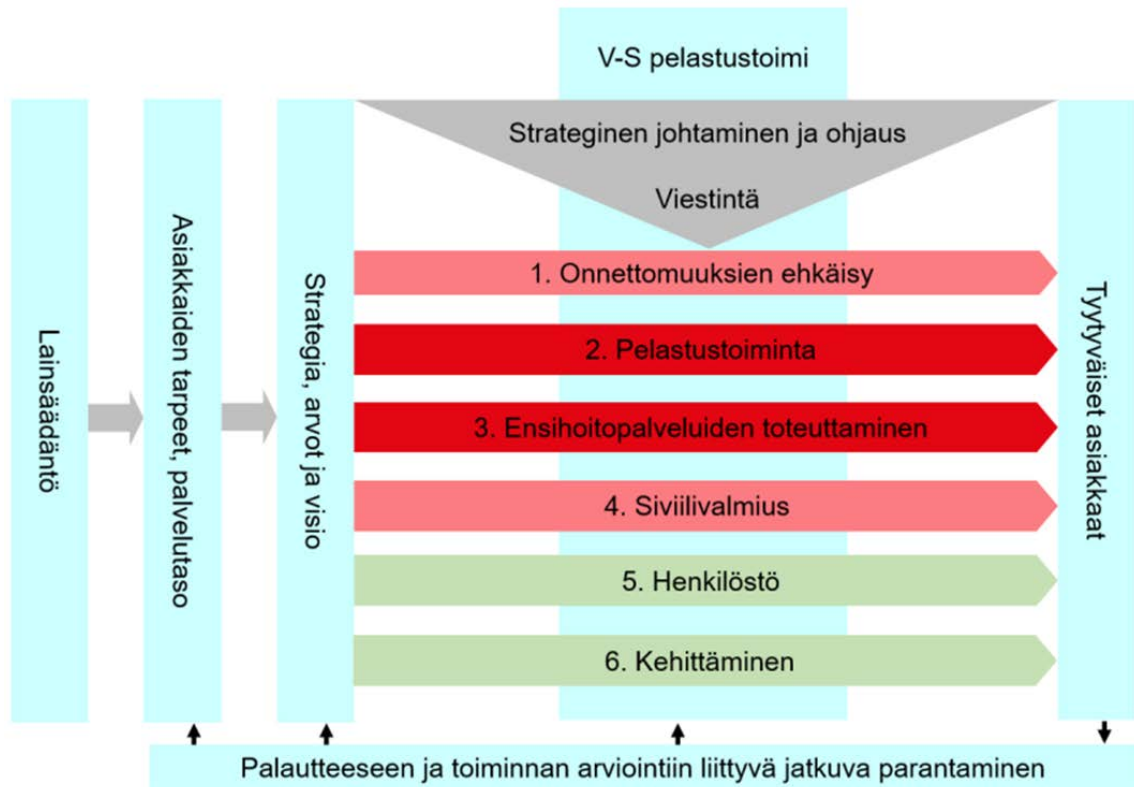 V-S pelastustoimi
Strateginen johtaminen ja ohjaus
Viestintä
Lainsäädäntö
Asiakkaiden tarpeet, palvelutaso
Strategia, arvot ja visio
1. Onnettomuuksien ehkäisy
2. Pelastustoiminta
3. Ensihoitopalveluiden toteuttaminen
4. Siviilivalmius
5. Henkilöstö
6. Kehittäminen
Tyytyväiset asiakkaat
Palautteeseen ja toiminnan arviointiin liittyvä jatkuva parantaminen